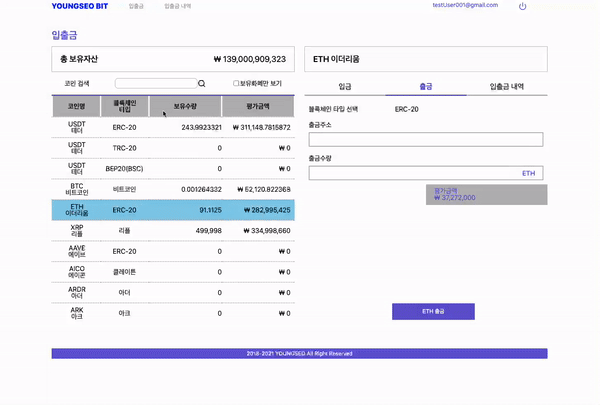 YOUNGSEO BIT 입출금 입출금 내역 testUser001@gmail.com
입출금
총 보유자산 ₩ 139,000,909,323
코인 검색 보유화폐만 보기
코인명 블록체인 타입 보유수량 평가금액
USDT 테더 ERC-20 243.9923321 ₩ 311,148.7815872
USDT 테더 TRC-20 0 ₩ 0
USDT 테더 BEP20(BSC) 0 ₩ 0
BTC 비트코인 비트코인 0.001264332 ₩ 52,120.822368
ETH 이더리움 ERC-20 91.1125 ₩ 282,995,425
XRP 리플 리플 499,998 ₩ 334,998,660
AAVE 에이브 ERC-20 0 ₩ 0
AICO 에이콘 클레이튼 0 ₩ 0
ARDR 아더 아더 0 ₩ 0
ARK 아크 아크 0 ₩ 0
ETH 이더리움
입금 출금 입출금 내역
블록체인 타입 선택 ERC-20
출금주소
출금수량
ETH
평가금액
₩ 37,272,000
ETH 출금
2018-2021 YOUNGSEO All Right Reserved